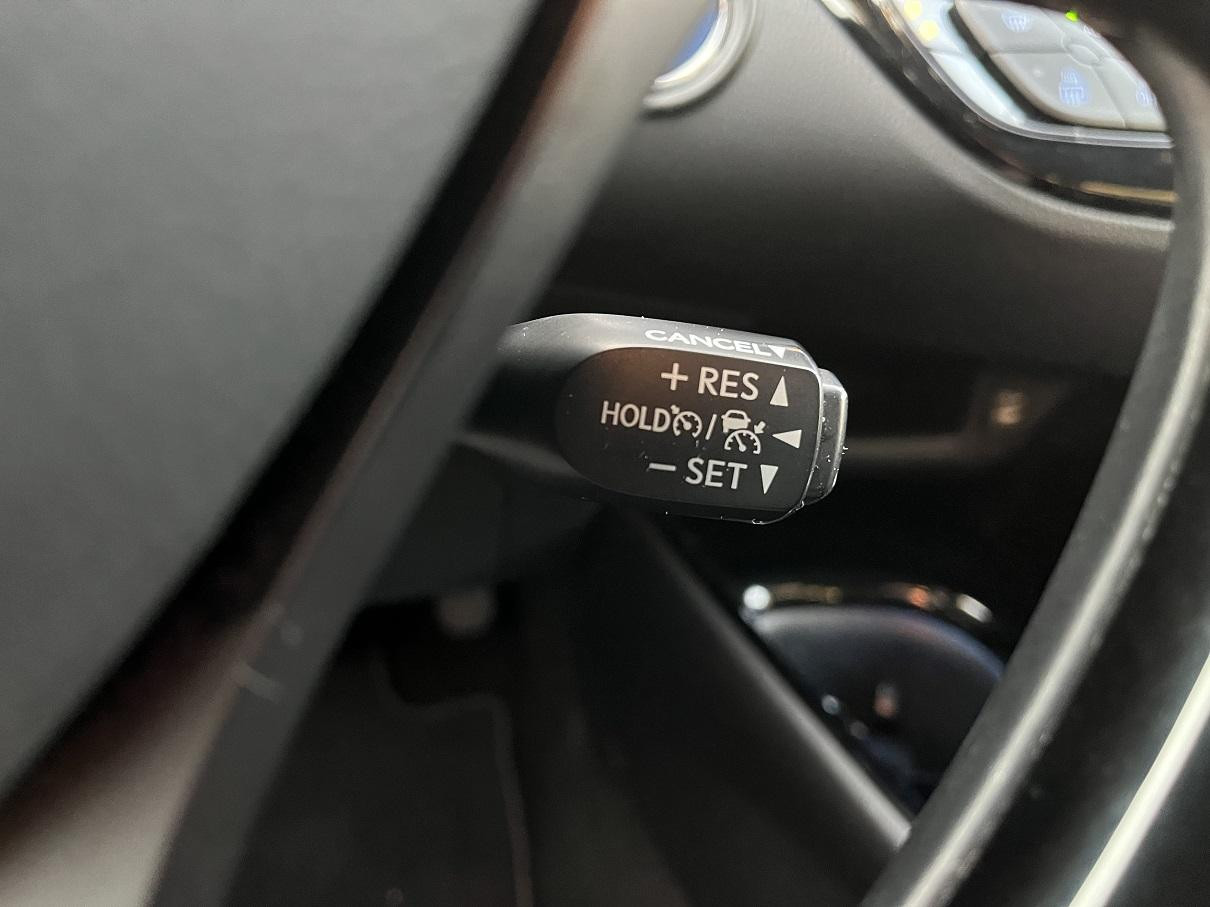 CANCEL▼
+ RES ▲
HOLD / ◀
− SET ▼